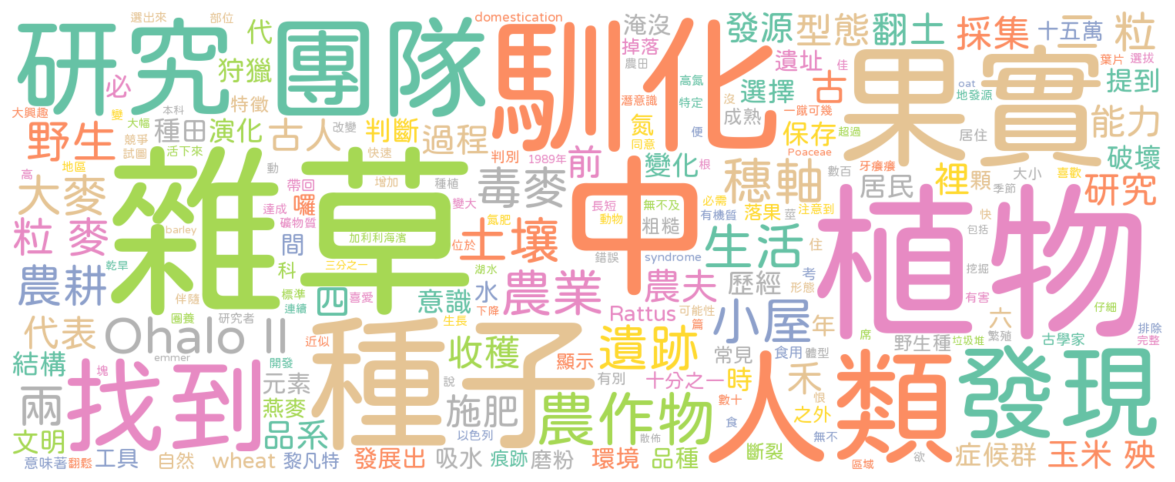 選出來 部位 domestication 淹沒 發源 型態 翻土 採集 十五萬 粒
研究 團隊 馴化 果實
代 必 狩獵 掉落 農田 遺址 佳 葉片 選拔
特徵 高氮 選擇 古 oat 地發源 提到
大興趣 變 本科 潛意識 特定 沒 成熟 一蹴可幾
野生 大幅 種田 演化 競爭 試圖 古人 改變 判斷 過程 氮 同意 便 保存 超過 居住 能力
活下來 快速 判別 1989年 前 變化 根 Poaceae 數百 牙癢癢 破壞
大麥 高 地區 雜草 動 帶回 增加 種植 毒麥 中 長短 動物 必需 穗軸 居民 裡 顆 大小 喜歡 季節 研究
達成 囉 變大 氮肥 無不及 粗糙 有機質 落果 莖 注意到 植物
粒 麥 barley 礦物質 間 加利利海濱 位於 土壤 生活 住 快 包括
農耕 乾旱 科 三分之一 湖水 錯誤 syndrome 歷經 考 形態 挖掘 有害
伴隨 圈養 標準 連續 四 喜愛 意識 水 下降 農業 農夫 可能性 仔細
代表 Ohalo II 研究者 近似 種子 生長 Rattus 篇 小屋 年 六 繁殖 古學家 排除 完整
結構 emmer 開發 收穫 顯示 遺跡 常見 食用 體型 席 野生種 垃圾堆
兩 找到 塊 元素 說 有別 十分之一 時 禾 恨 人類 發現
燕麥 施肥 農作物 數十 之外
文明 品系 以色列 散佈 食 斷裂 無不
意味著 翻鬆 工具 自然 wheat 黎凡特 發展出 吸水 痕跡 磨粉 環境 品種 區域 欲 症候群 玉米 殃